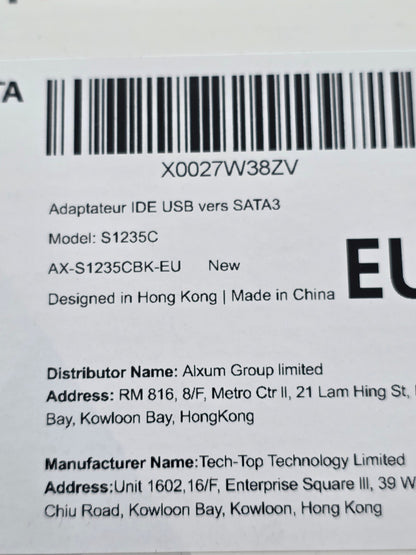 TA
X0027W38ZV
Adaptateur IDE USB vers SATA3
Model: S1235C
AX-S1235CBK-EU New
EU
Designed in Hong Kong | Made in China
Distributor Name: Alxum Group limited
Address: RM 816, 8/F, Metro Ctr II, 21 Lam Hing St,
Bay, Kowloon Bay, HongKong
Manufacturer Name:Tech-Top Technology Limited
Address:Unit 1602,16/F, Enterprise Square III, 39 W
Chiu Road, Kowloon Bay, Kowloon, Hong Kong